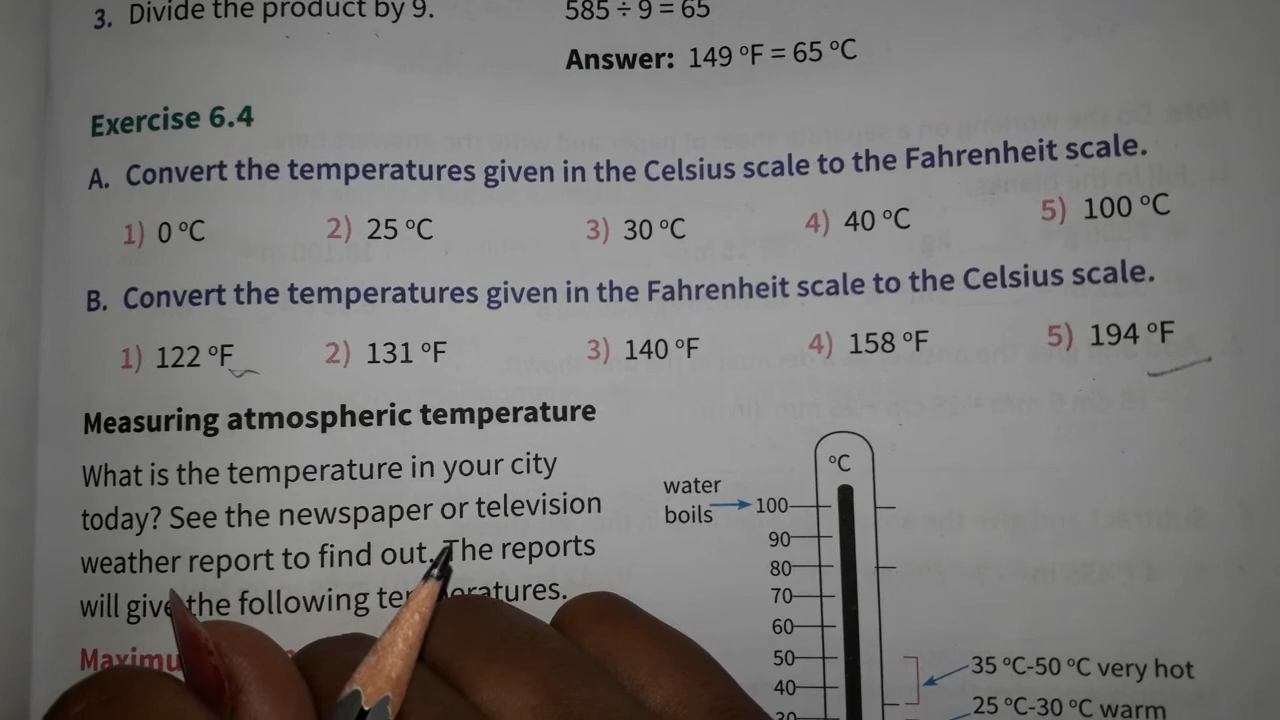 3. Divide the product by 9. 585 ÷ 9 = 65
Answer: 149 °F = 65 °C
Exercise 6.4
A. Convert the temperatures given in the Celsius scale to the Fahrenheit scale.
1) 0 °C 2) 25 °C 3) 30 °C 4) 40 °C 5) 100 °C
B. Convert the temperatures given in the Fahrenheit scale to the Celsius scale.
1) 122 °F 2) 131 °F 3) 140 °F 4) 158 °F 5) 194 °F
Measuring atmospheric temperature
What is the temperature in your city
today? See the newspaper or television
weather report to find out. The reports
will give the following temperatures.
°C
water
boils
100
90
80
70
60
50
40
30
35 °C-50 °C very hot
25 °C-30 °C warm